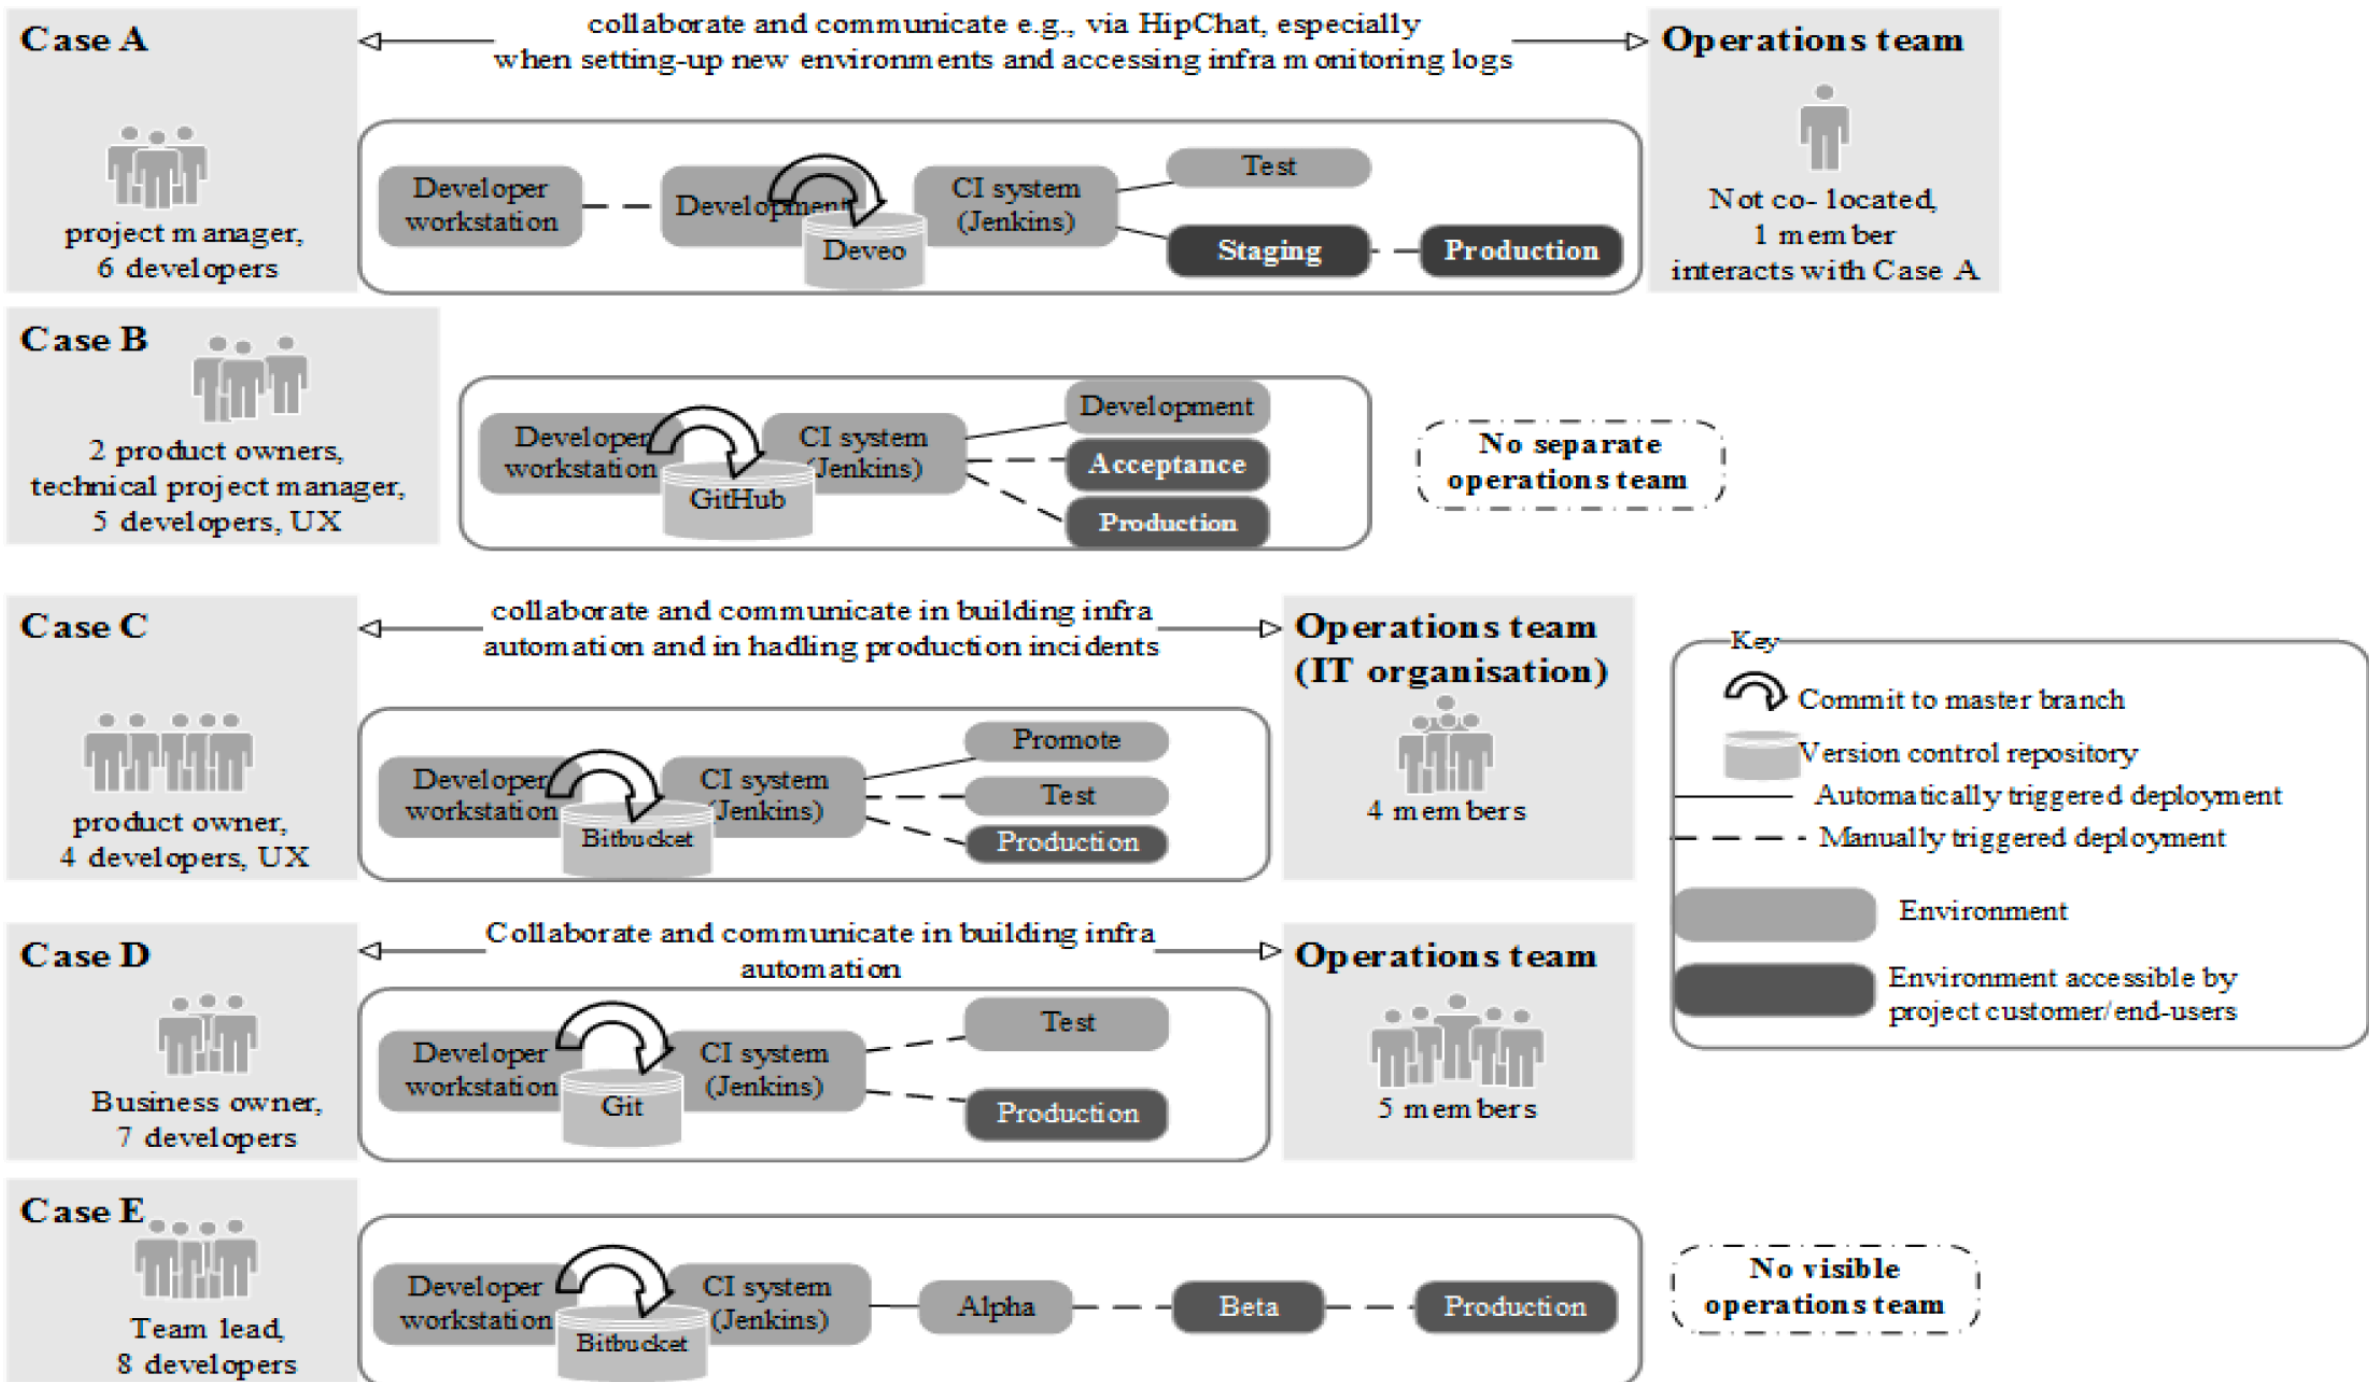 Case A
collaborate and communicate e.g., via HipChat, especially
when setting-up new environments and accessing infra monitoring logs
Operations team
project manager,
6 developers
Developer
workstation
Development
Deveo
CI system
(Jenkins)
Test
Staging
Production
Not co- located,
1 member
interacts with Case A
Case B
2 product owners,
technical project manager,
5 developers, UX
Developer
workstation
GitHub
CI system
(Jenkins)
Development
Acceptance
Production
No separate
operations team
Case C
collaborate and communicate in building infra
automation and in hadling production incidents
Operations team
(IT organisation)
product owner,
4 developers, UX
Developer
workstation
Bitbucket
CI system
(Jenkins)
Promote
Test
Production
4 members
Key
Commit to master branch
Version control repository
Automatically triggered deployment
Manually triggered deployment
Environment
Environment accessible by
project customer/end-users
Case D
Collaborate and communicate in building infra
automation
Operations team
Business owner,
7 developers
Developer
workstation
Git
CI system
(Jenkins)
Test
Production
5 members
Case E
Team lead,
8 developers
Developer
workstation
Bitbucket
CI system
(Jenkins)
Alpha
Beta
Production
No visible
operations team